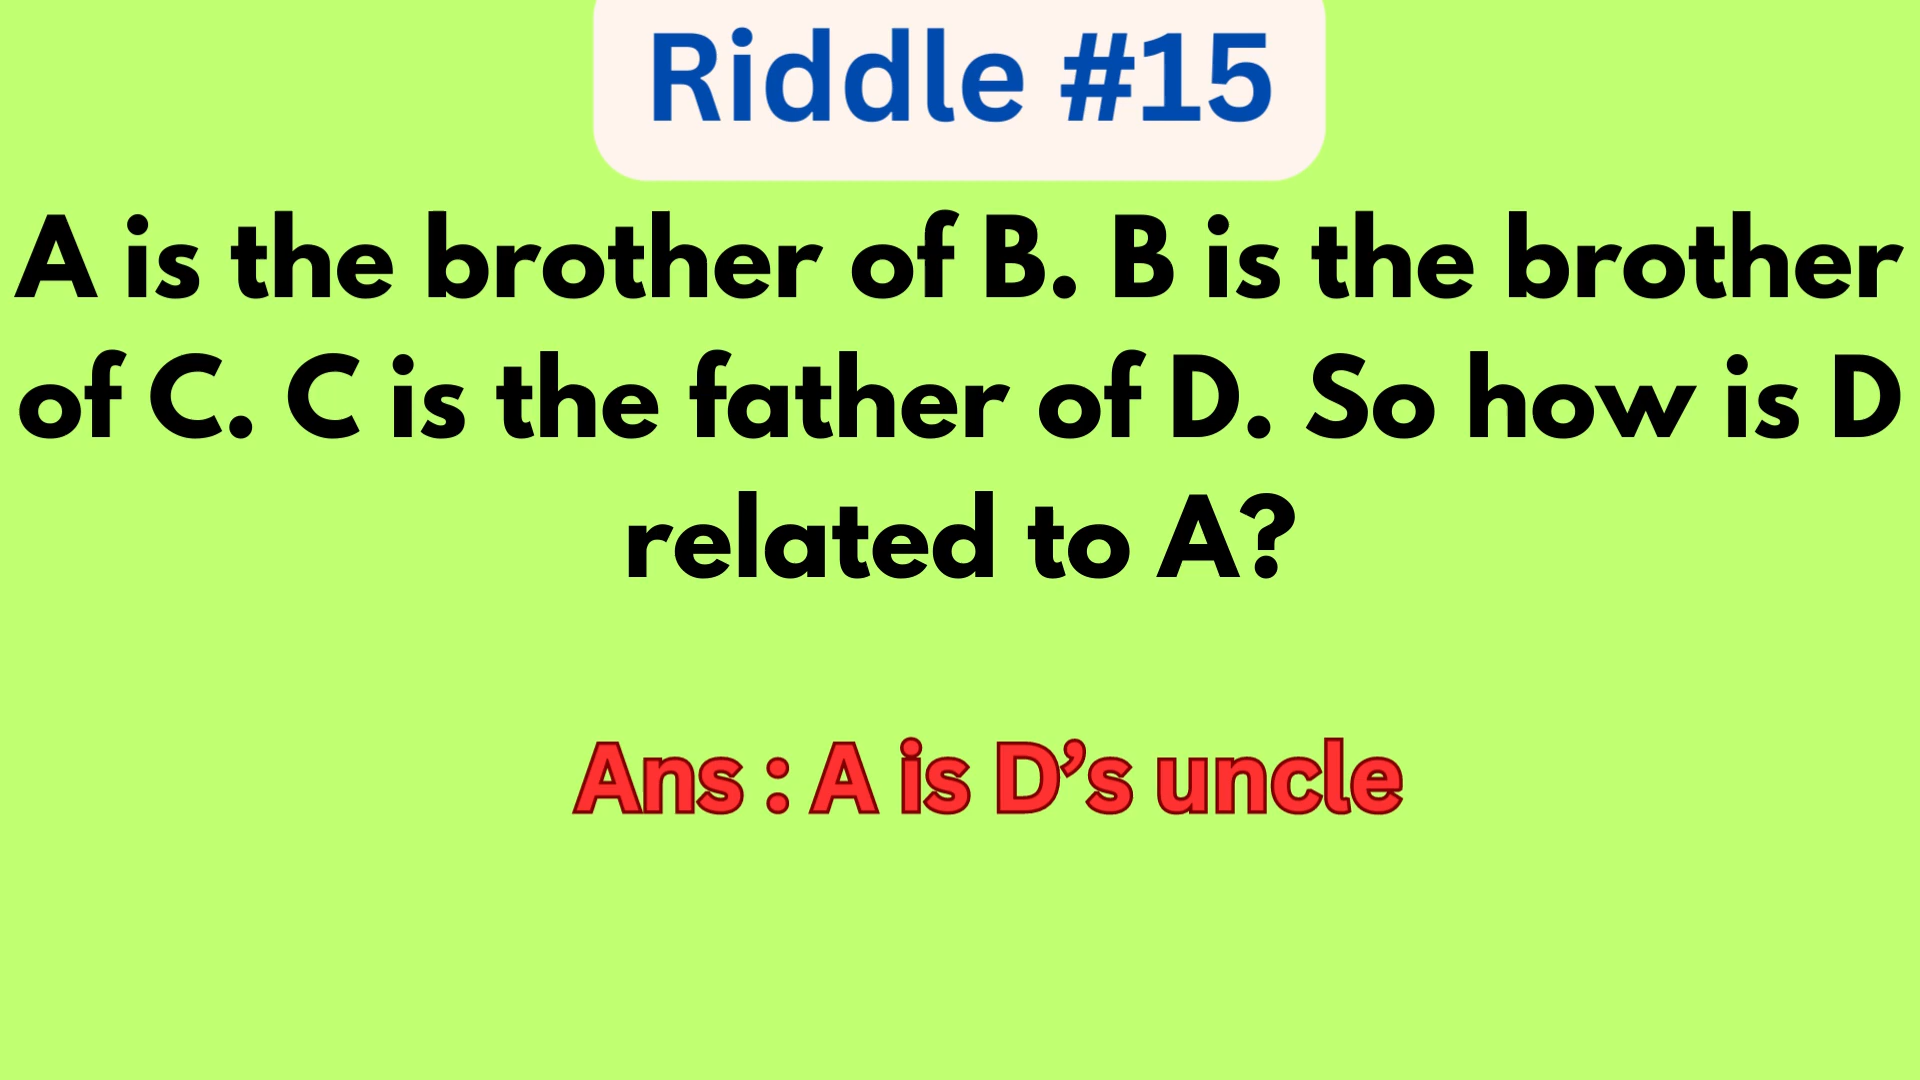 Riddle #15
A is the brother of B. B is the brother
of C. C is the father of D. So how is D
related to A?
Ans : A is D’s uncle